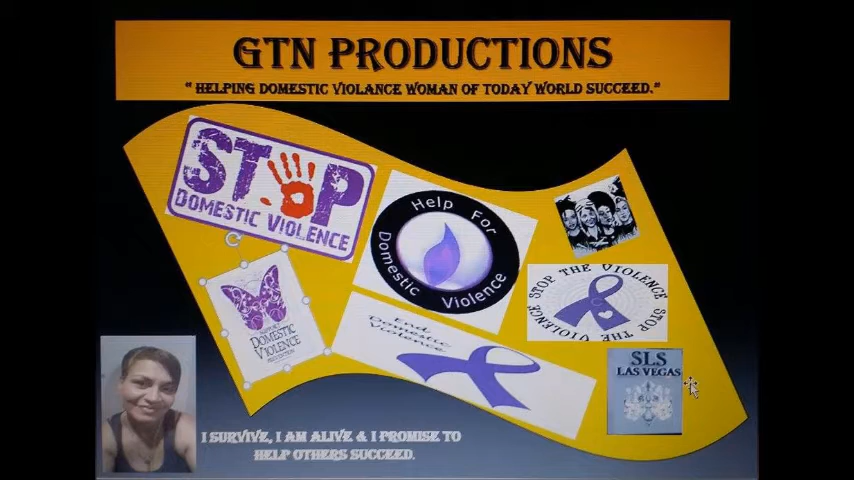 GTN PRODUCTIONS
" HELPING DOMESTIC VIOLANCE WOMAN OF TODAY WORLD SUCCEED."
STOP
DOMESTIC VIOLENCE
Help For
Domestic Violence
STOP THE VIOLENCE STOP THE VIOLENCE
DOMESTIC
VIOLENCE
End
Domestic
Violence
SLS
LAS VEGAS
I SURVIVE, I AM ALIVE & I PROMISE TO
HELP OTHERS SUCCEED.